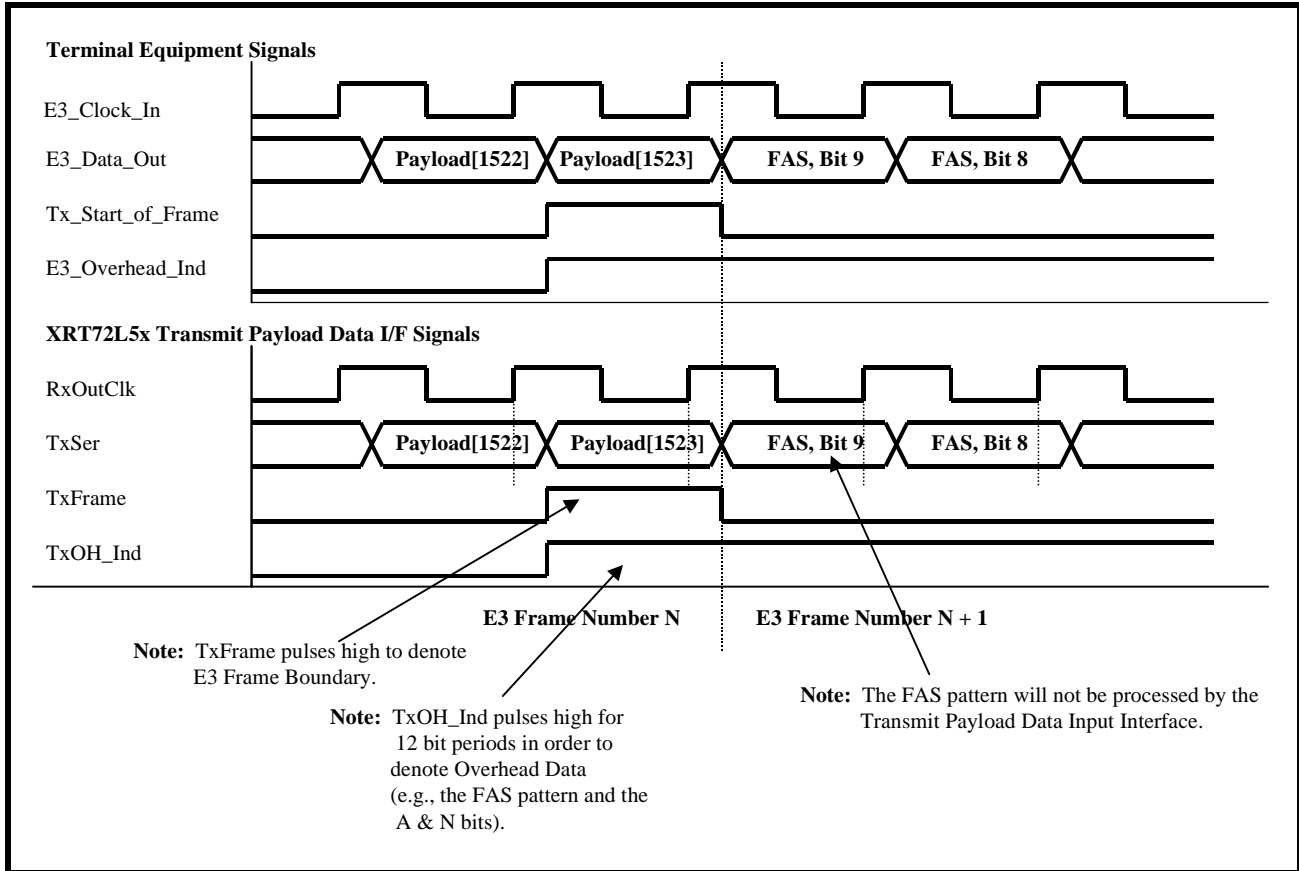 Terminal Equipment Signals
E3_Clock_In
E3_Data_Out
Payload[1522] Payload[1523] FAS, Bit 9 FAS, Bit 8
Tx_Start_of_Frame
E3_Overhead_Ind
XRT72L5x Transmit Payload Data I/F Signals
RxOutClk
TxSer
Payload[1522] Payload[1523] FAS, Bit 9 FAS, Bit 8
TxFrame
TxOH_Ind
E3 Frame Number N E3 Frame Number N + 1
Note: TxFrame pulses high to denote
E3 Frame Boundary.
Note: TxOH_Ind pulses high for
12 bit periods in order to
denote Overhead Data
(e.g., the FAS pattern and the
A & N bits).
Note: The FAS pattern will not be processed by the
Transmit Payload Data Input Interface.